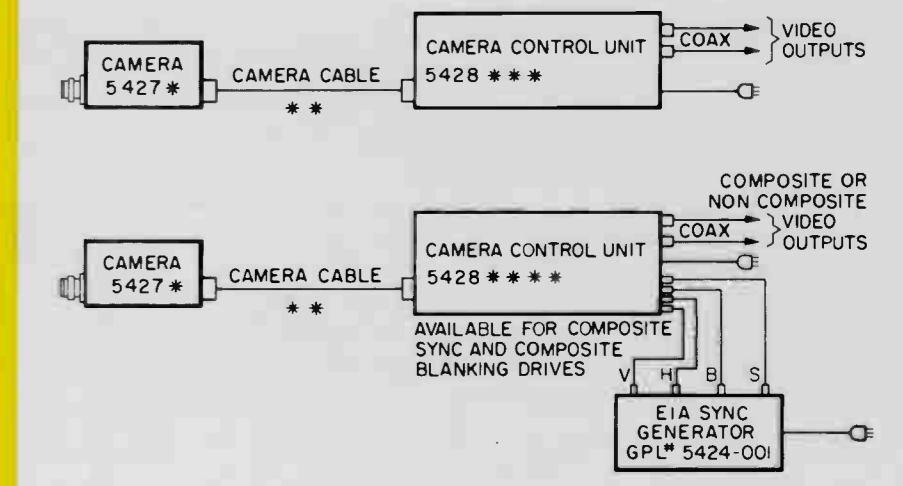 CAMERA
5427 *
CAMERA CABLE
* *
CAMERA CONTROL UNIT
5428 * * *
COAX
VIDEO
OUTPUTS
CAMERA
5427 *
CAMERA CABLE
* *
CAMERA CONTROL UNIT
5428 * * * *
COMPOSITE OR
NON COMPOSITE
COAX
VIDEO
OUTPUTS
AVAILABLE FOR COMPOSITE
SYNC AND COMPOSITE
BLANKING DRIVES
V H B S
EIA SYNC
GENERATOR
GPL# 5424-001